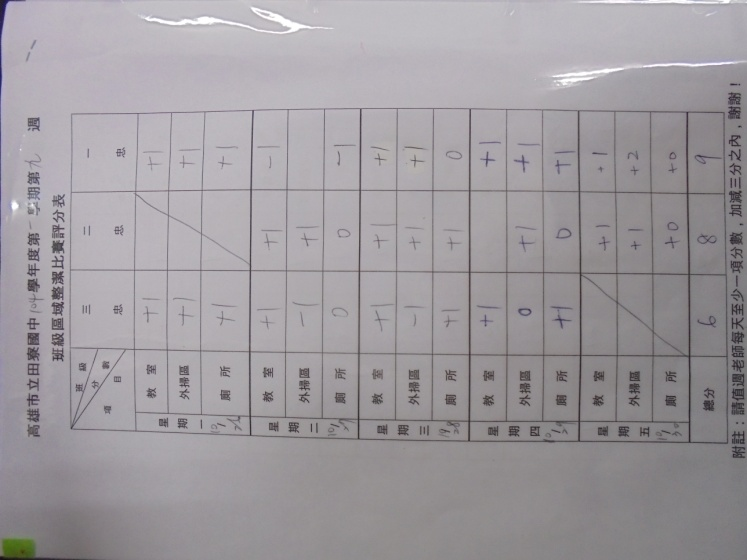 高雄市立田寮國中104學年度第一學期第九週
班級區域整潔比賽評分表
班級 分數 項目 三忠 二忠 一忠
星期一 10/26 教室 +1 +1
外掃區 +1 +1
廁所 +1 +1
星期二 10/27 教室 +1 +1 -1
外掃區 -1 +1
廁所 0 0 -1
星期三 10/28 教室 +1 +1 +1
外掃區 -1 +1 +1
廁所 +1 +1 0
星期四 10/29 教室 +1 +1
外掃區 0 +1 +1
廁所 +1 0 +1
星期五 10/30 教室 +1 +1
外掃區 +1 +2
廁所 +0 +0
總分 6 8 9
附註：請值週老師每天至少一項分數，加減三分之內，謝謝！